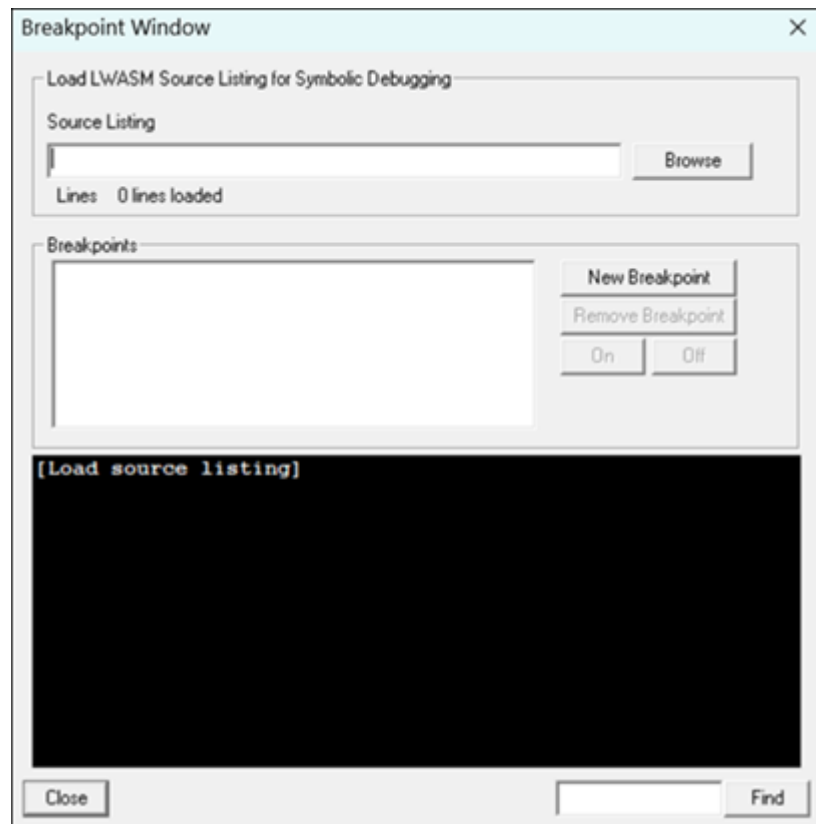 Breakpoint Window
Load LWASM Source Listing for Symbolic Debugging
Source Listing
Browse
Lines 0 lines loaded
Breakpoints
New Breakpoint
Remove Breakpoint
On Off
[Load source listing]
Close Find